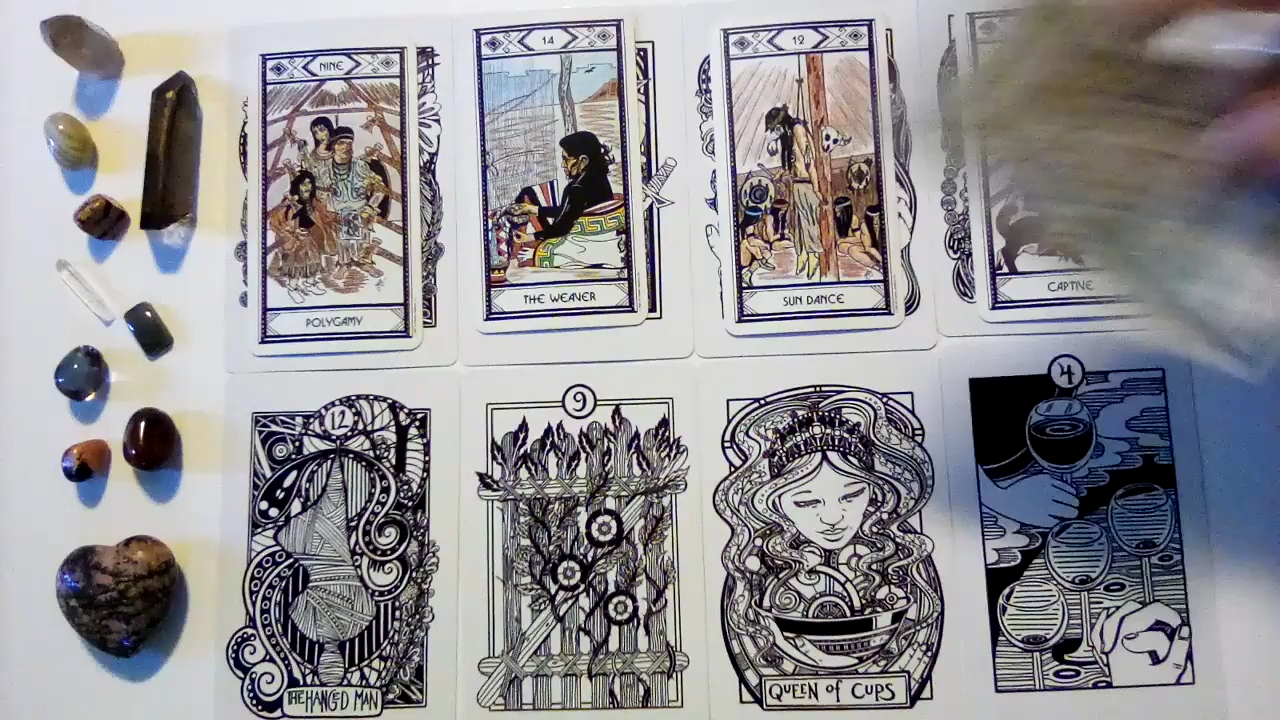 NINE
POLYGAMY
14
THE WEAVER
12
SUN DANCE
CAPTIVE
12
THE HANGED MAN
9
QUEEN of CUPS
4